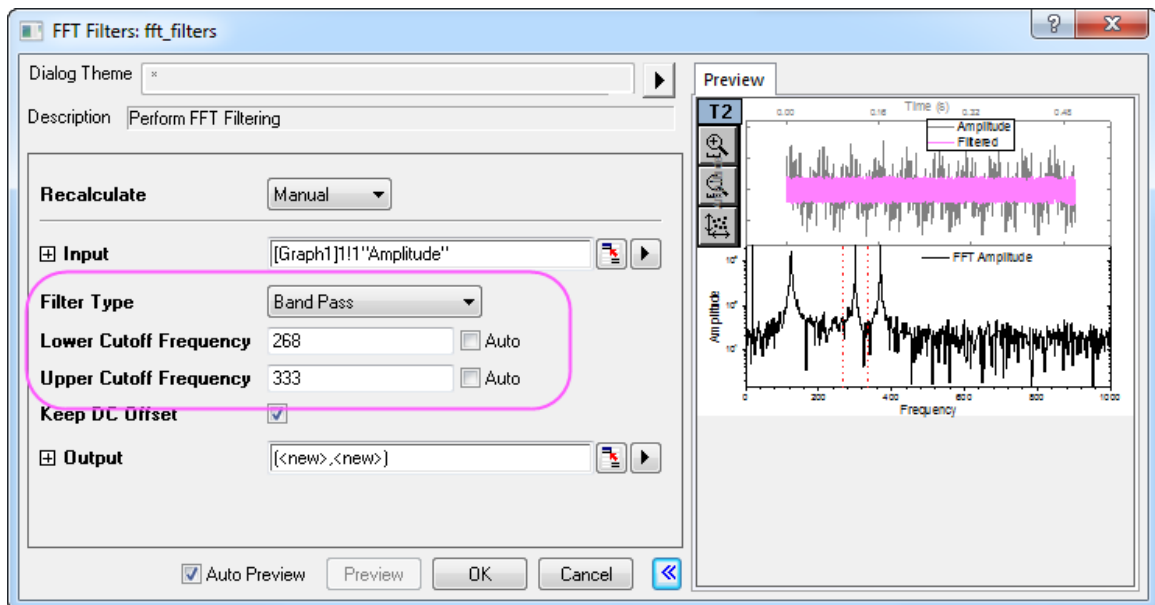 FFT Filters: fft_filters
Dialog Theme *
Description Perform FFT Filtering
Recalculate Manual
Input [Graph1]1!1"Amplitude"
Filter Type Band Pass
Lower Cutoff Frequency 268 Auto
Upper Cutoff Frequency 333 Auto
Keep DC Offset
Output (<new>,<new>)
Auto Preview Preview OK Cancel
Preview
T2
Time (s)
0.00 0.16 0.32 0.48
Amplitude
Filtered
FFT Amplitude
Amplitude
0 200 400 600 800 1000
Frequency